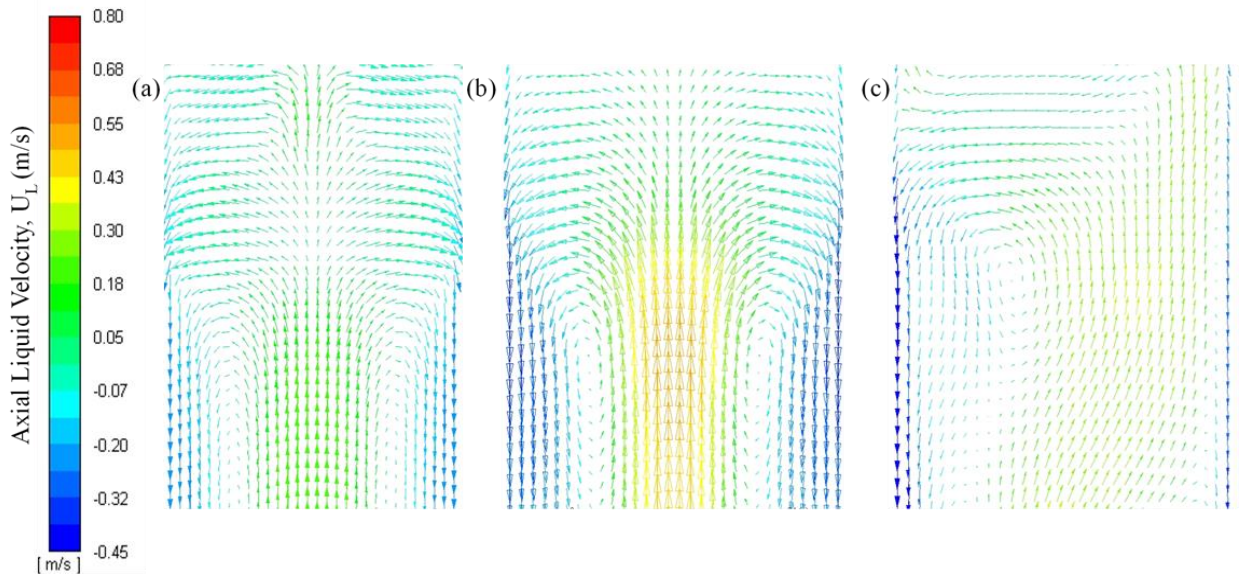 Axial Liquid Velocity, U_L (m/s)
0.80
0.68
0.55
0.43
0.30
0.18
0.05
-0.07
-0.20
-0.32
-0.45
[ m/s ]
(a)
(b)
(c)